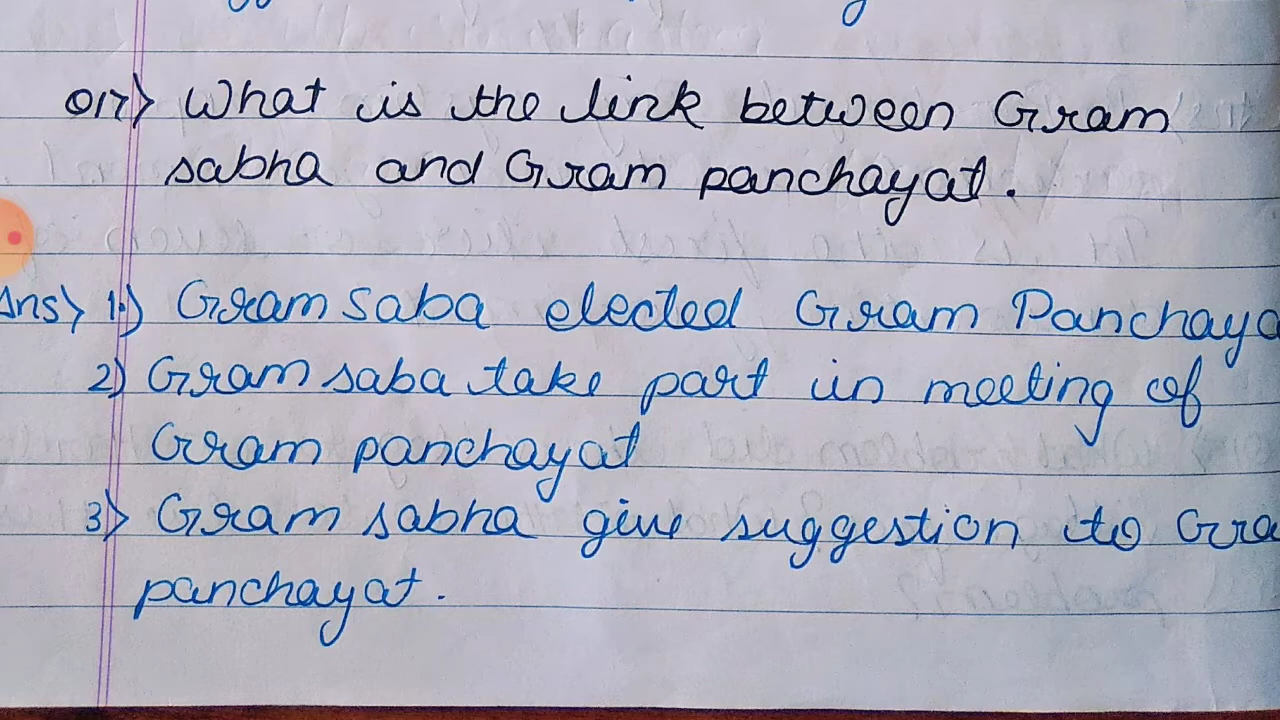 Q17) What is the link between Gram
sabha and Gram panchayat.
Ans) 1.) Gram Saba elected Gram Panchaya
2) Gram saba take part in meeting of
Gram panchayat
3) Gram sabha give suggestion to Gra
panchayat.